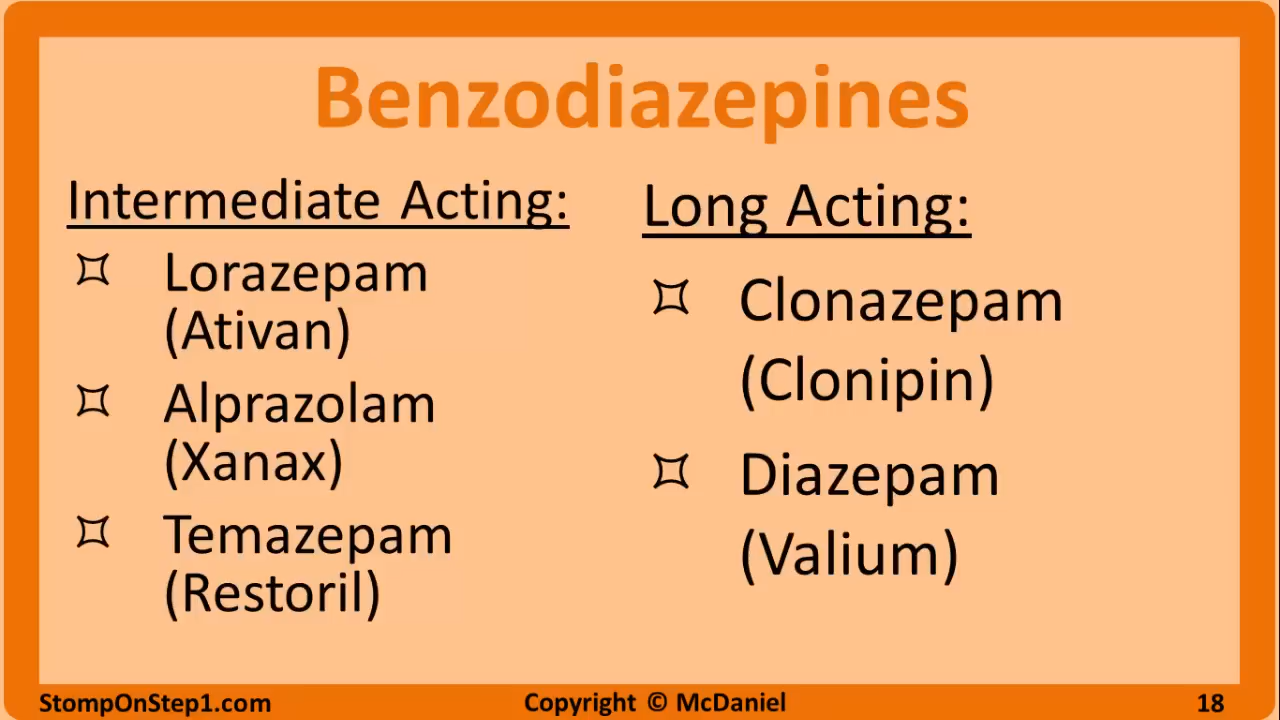 Benzodiazepines
Intermediate Acting:
Lorazepam
(Ativan)
Alprazolam
(Xanax)
Temazepam
(Restoril)
Long Acting:
Clonazepam
(Clonipin)
Diazepam
(Valium)
StompOnStep1.com
Copyright © McDaniel
18